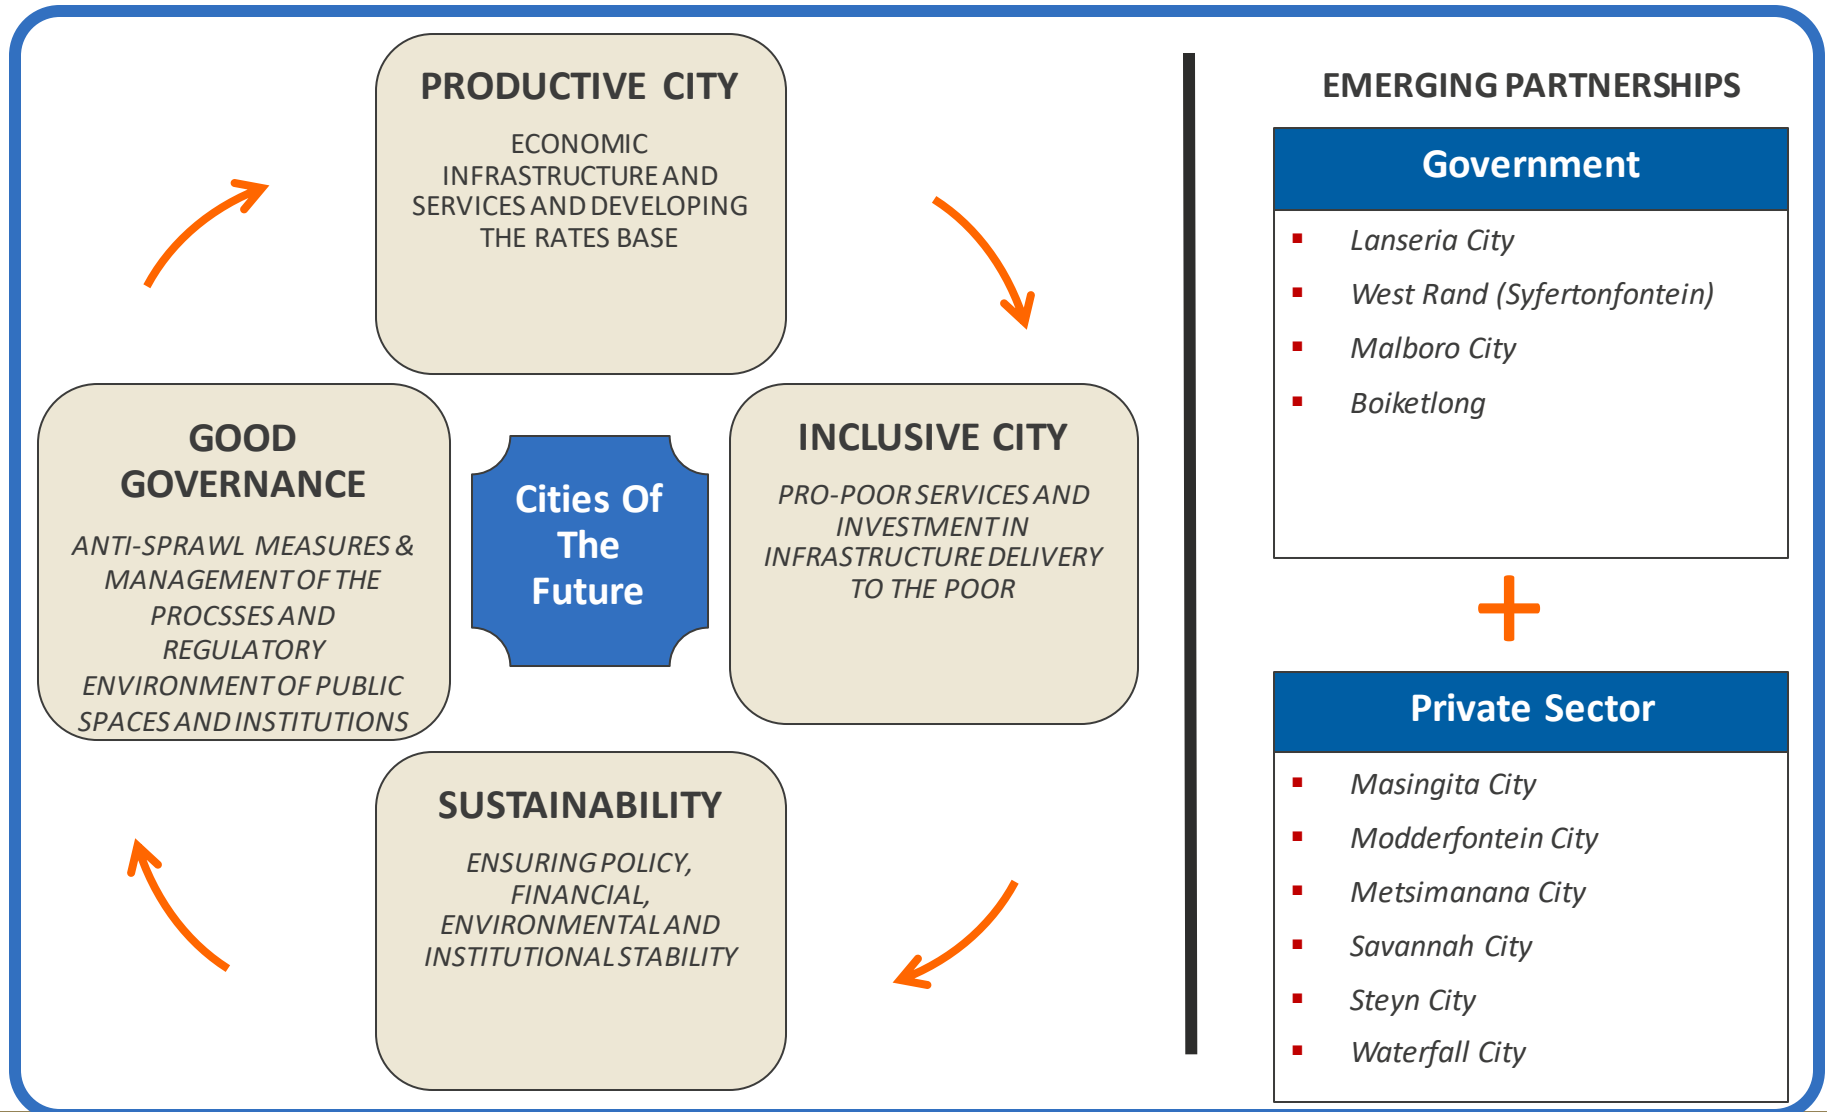 PRODUCTIVE CITY
ECONOMIC
INFRASTRUCTURE AND
SERVICES AND DEVELOPING
THE RATES BASE
GOOD
GOVERNANCE
ANTI-SPRAWL MEASURES &
MANAGEMENT OF THE
PROCSSES AND
REGULATORY
ENVIRONMENT OF PUBLIC
SPACES AND INSTITUTIONS
Cities Of
The
Future
INCLUSIVE CITY
PRO-POOR SERVICES AND
INVESTMENT IN
INFRASTRUCTURE DELIVERY
TO THE POOR
SUSTAINABILITY
ENSURING POLICY,
FINANCIAL,
ENVIRONMENTAL AND
INSTITUTIONAL STABILITY
EMERGING PARTNERSHIPS
Government
▪ Lanseria City
▪ West Rand (Syfertonfontein)
▪ Malboro City
▪ Boiketlong
+
Private Sector
▪ Masingita City
▪ Modderfontein City
▪ Metsimanana City
▪ Savannah City
▪ Steyn City
▪ Waterfall City